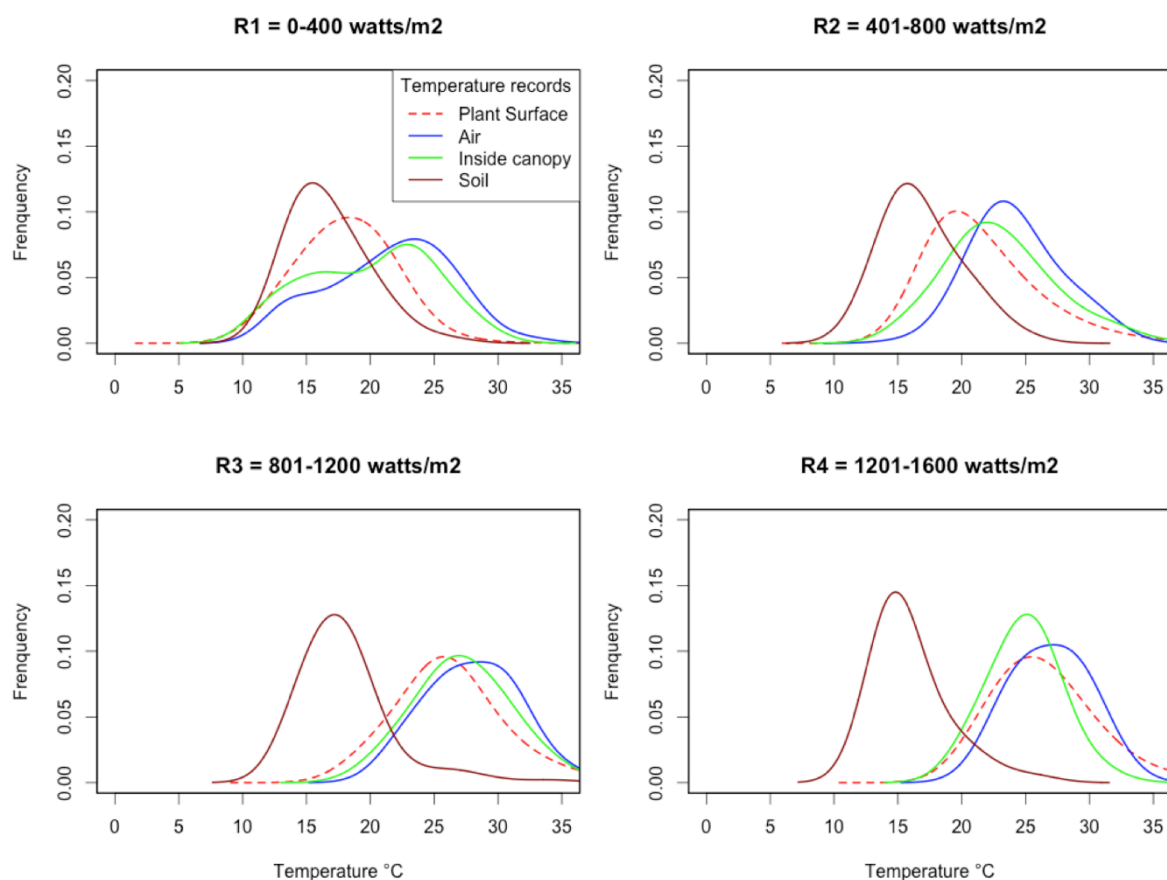 R1 = 0-400 watts/m2
R2 = 401-800 watts/m2
Frenquency
0.00 0.05 0.10 0.15 0.20
Temperature records
Plant Surface
Air
Inside canopy
Soil
0 5 10 15 20 25 30 35
Frenquency
0.00 0.05 0.10 0.15 0.20
0 5 10 15 20 25 30 35
R3 = 801-1200 watts/m2
R4 = 1201-1600 watts/m2
Frenquency
0.00 0.05 0.10 0.15 0.20
0 5 10 15 20 25 30 35
Temperature °C
Frenquency
0.00 0.05 0.10 0.15 0.20
0 5 10 15 20 25 30 35
Temperature °C